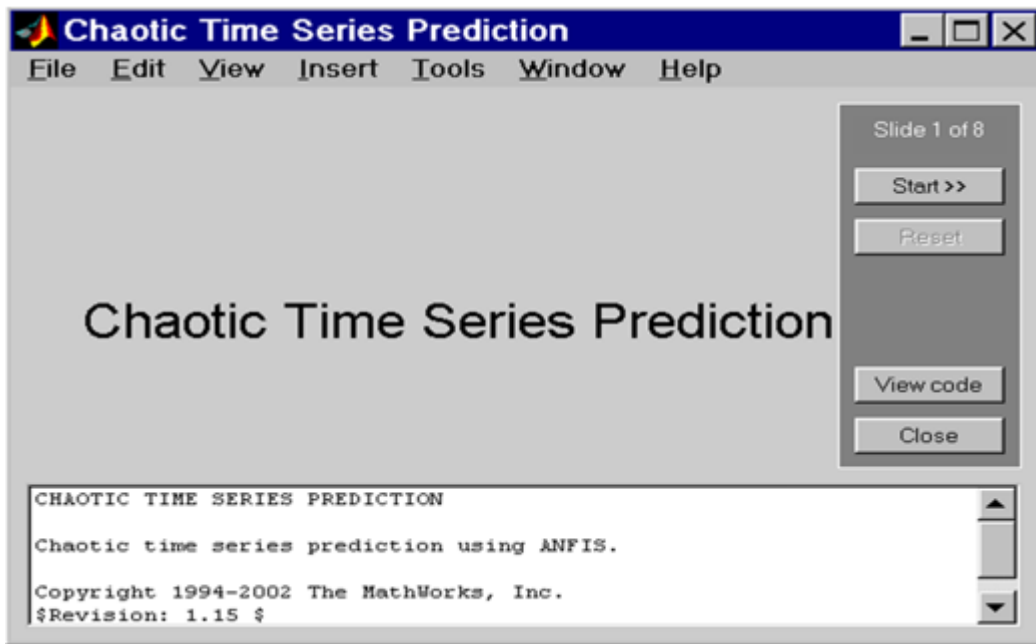 Chaotic Time Series Prediction
File Edit View Insert Tools Window Help
Slide 1 of 8
Start >>
Reset
Chaotic Time Series Prediction
View code
Close
CHAOTIC TIME SERIES PREDICTION
Chaotic time series prediction using ANFIS.
Copyright 1994-2002 The MathWorks, Inc.
$Revision: 1.15 $